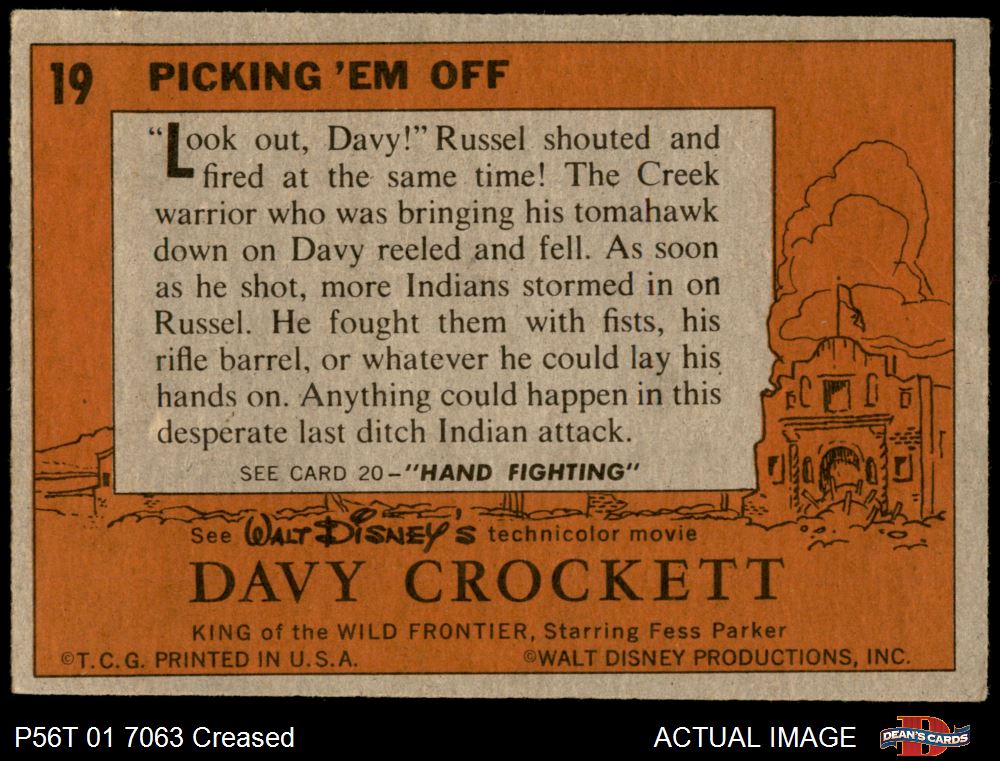 19 PICKING 'EM OFF
"Look out, Davy!" Russel shouted and
fired at the same time! The Creek
warrior who was bringing his tomahawk
down on Davy reeled and fell. As soon
as he shot, more Indians stormed in on
Russel. He fought them with fists, his
rifle barrel, or whatever he could lay his
hands on. Anything could happen in this
desperate last ditch Indian attack.
SEE CARD 20-"HAND FIGHTING"
See WALT DISNEY'S technicolor movie
DAVY CROCKETT
KING of the WILD FRONTIER, Starring Fess Parker
©T.C.G. PRINTED IN U.S.A. ©WALT DISNEY PRODUCTIONS, INC.
P56T 01 7063 Creased ACTUAL IMAGE DEAN'S CARDS